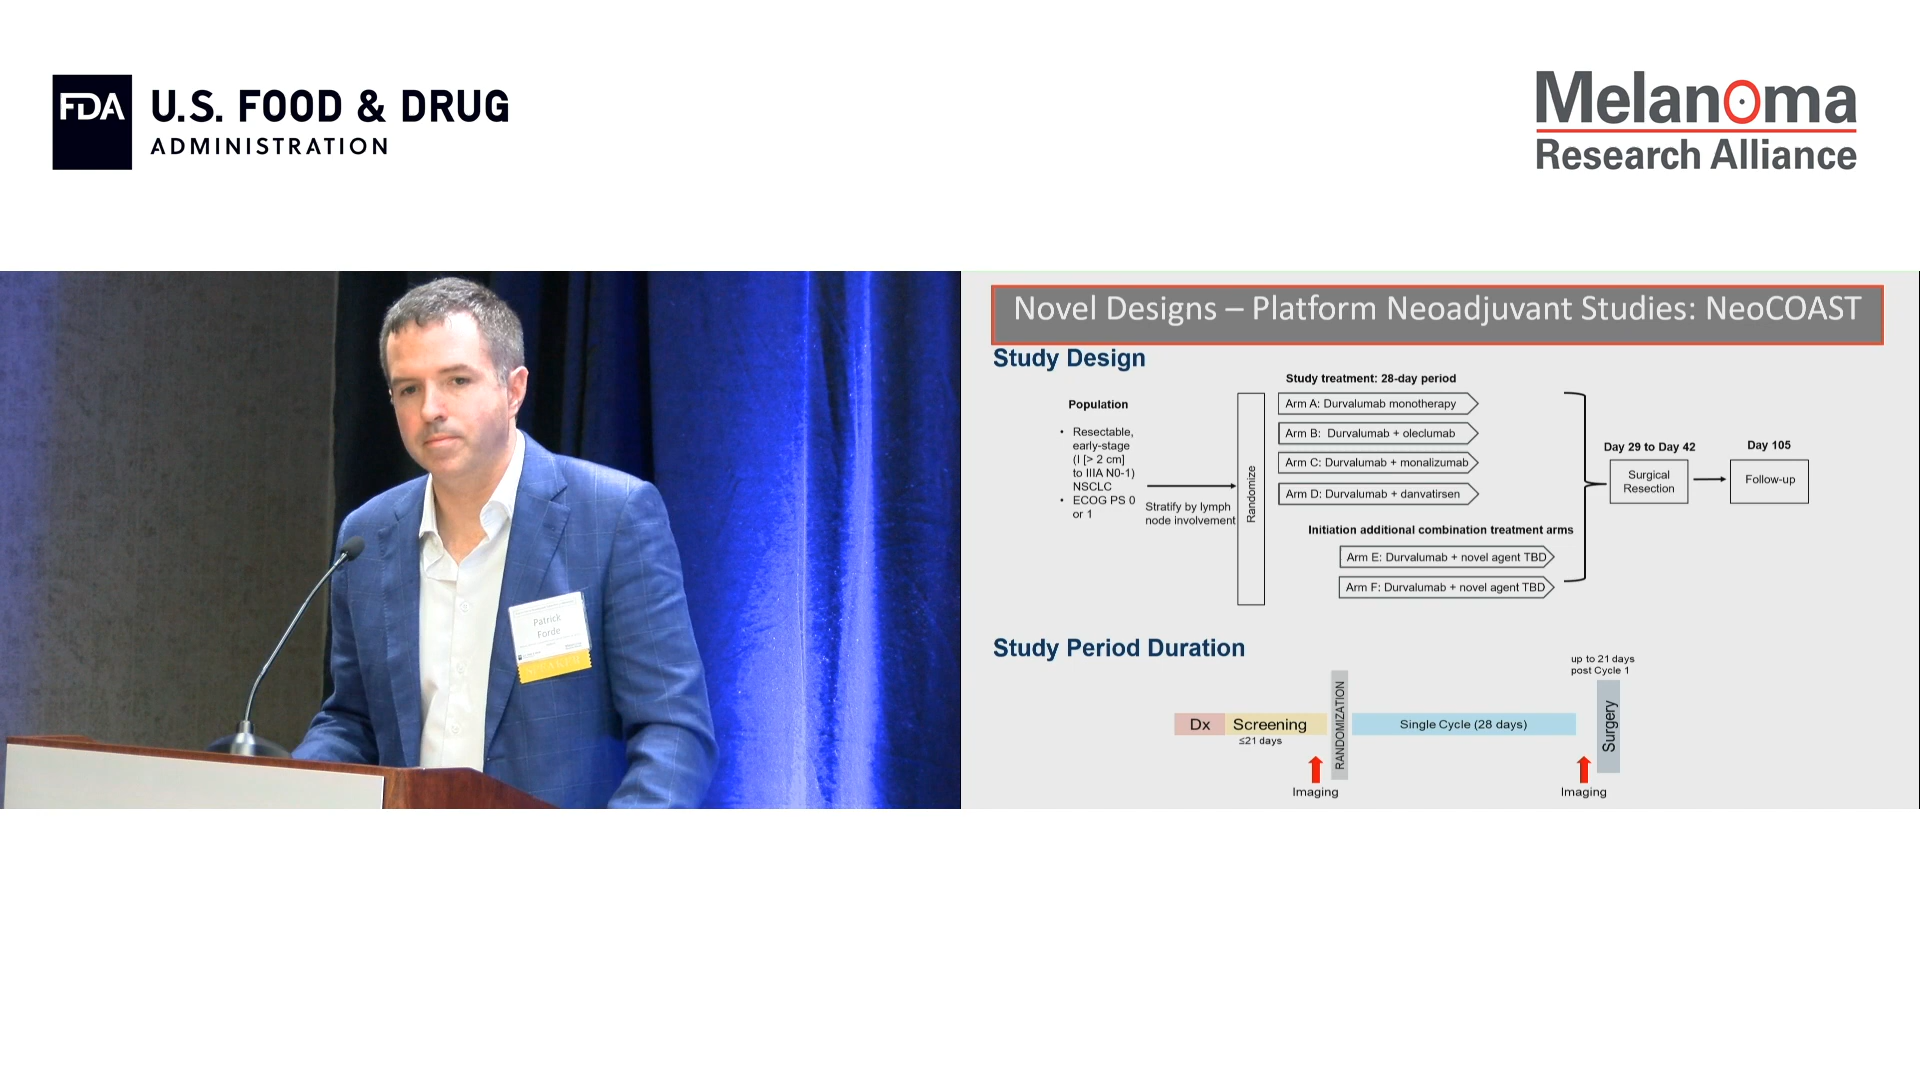 FDA
U.S. FOOD & DRUG
ADMINISTRATION
Melanoma
Research Alliance
Patrick
Forde
SPEAKER
Novel Designs – Platform Neoadjuvant Studies: NeoCOAST
Study Design
Population
• Resectable,
early-stage
(I [> 2 cm]
to IIIA N0-1)
NSCLC
• ECOG PS 0
or 1
Stratify by lymph
node involvement
Randomize
Study treatment: 28-day period
Arm A: Durvalumab monotherapy
Arm B: Durvalumab + oleclumab
Arm C: Durvalumab + monalizumab
Arm D: Durvalumab + danvatirsen
Initiation additional combination treatment arms
Arm E: Durvalumab + novel agent TBD
Arm F: Durvalumab + novel agent TBD
Day 29 to Day 42
Surgical
Resection
Day 105
Follow-up
Study Period Duration
Dx
Screening
≤21 days
RANDOMIZATION
Single Cycle (28 days)
up to 21 days
post Cycle 1
Surgery
Imaging
Imaging